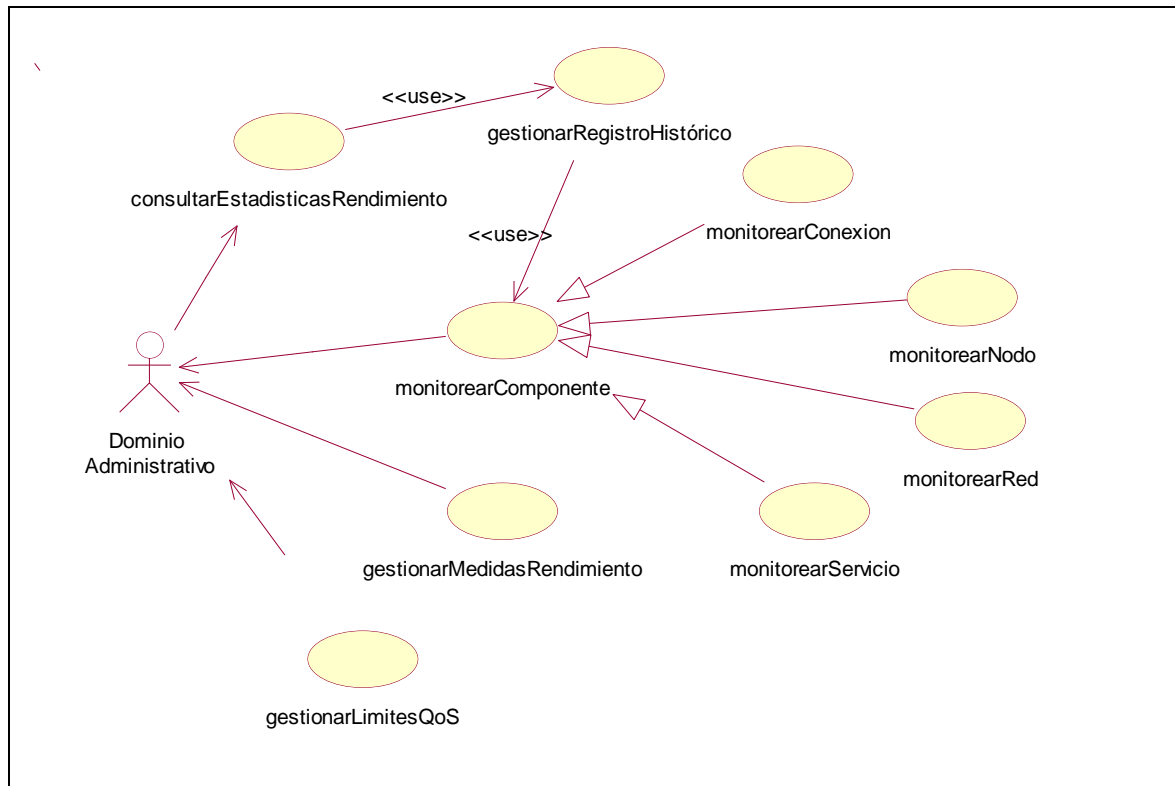 <<use>>
gestionarRegistroHistórico
consultarEstadisticasRendimiento
monitorearConexion
<<use>>
monitorearNodo
monitorearComponente
Dominio
Administrativo
monitorearRed
gestionarMedidasRendimiento
monitorearServicio
gestionarLimitesQoS